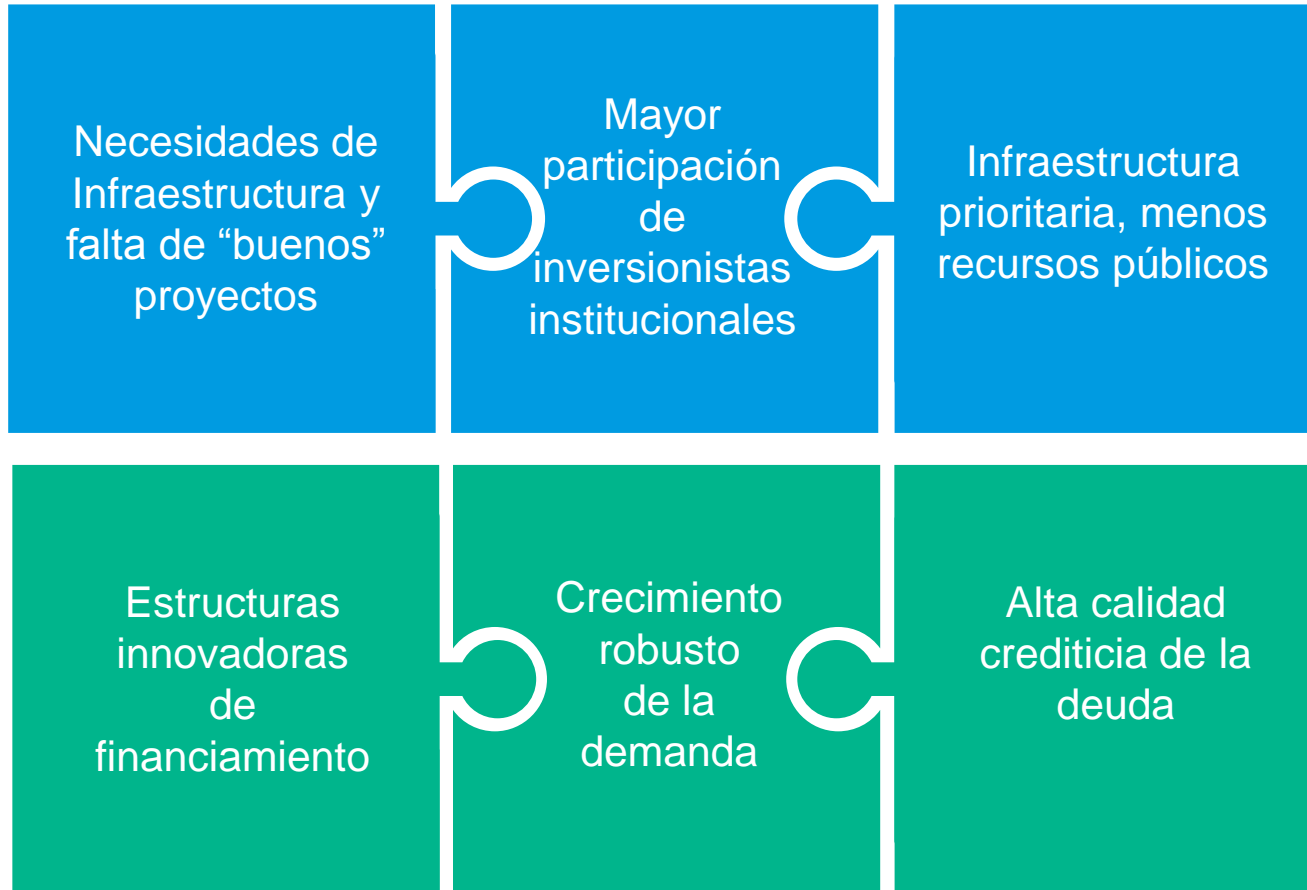 Necesidades de
Infraestructura y
falta de “buenos”
proyectos
Mayor
participación
de
inversionistas
institucionales
Infraestructura
prioritaria, menos
recursos públicos
Estructuras
innovadoras
de
financiamiento
Crecimiento
robusto
de la
demanda
Alta calidad
crediticia de la
deuda